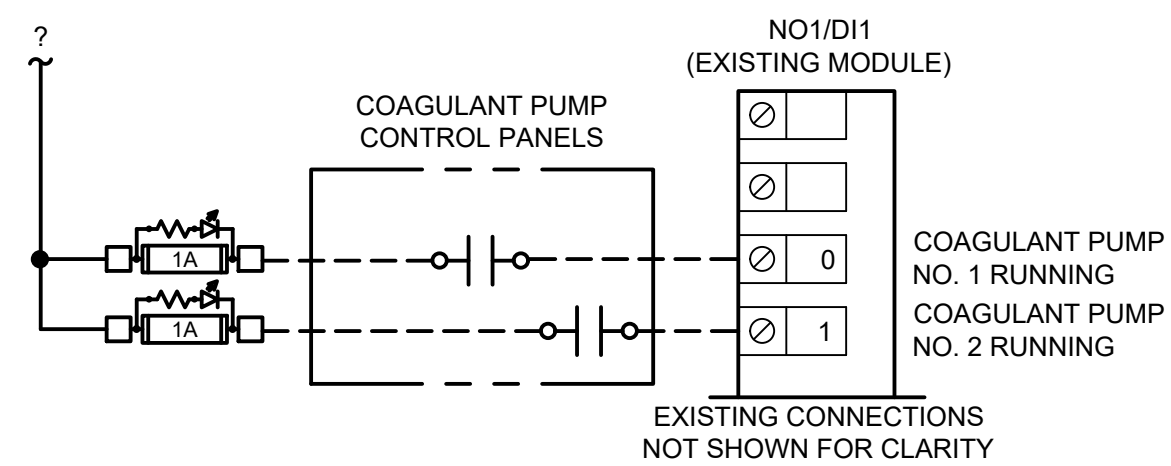 ?
NO1/DI1
(EXISTING MODULE)
COAGULANT PUMP
CONTROL PANELS
1A
0
COAGULANT PUMP
NO. 1 RUNNING
1A
1
COAGULANT PUMP
NO. 2 RUNNING
EXISTING CONNECTIONS
NOT SHOWN FOR CLARITY